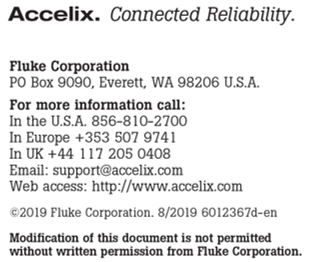 Accelix. Connected Reliability.
Fluke Corporation
PO Box 9090, Everett, WA 98206 U.S.A.
For more information call:
In the U.S.A. 856-810-2700
In Europe +353 507 9741
In UK +44 117 205 0408
Email: support@accelix.com
Web access: http://www.accelix.com
©2019 Fluke Corporation. 8/2019 6012367d-en
Modification of this document is not permitted
without written permission from Fluke Corporation.